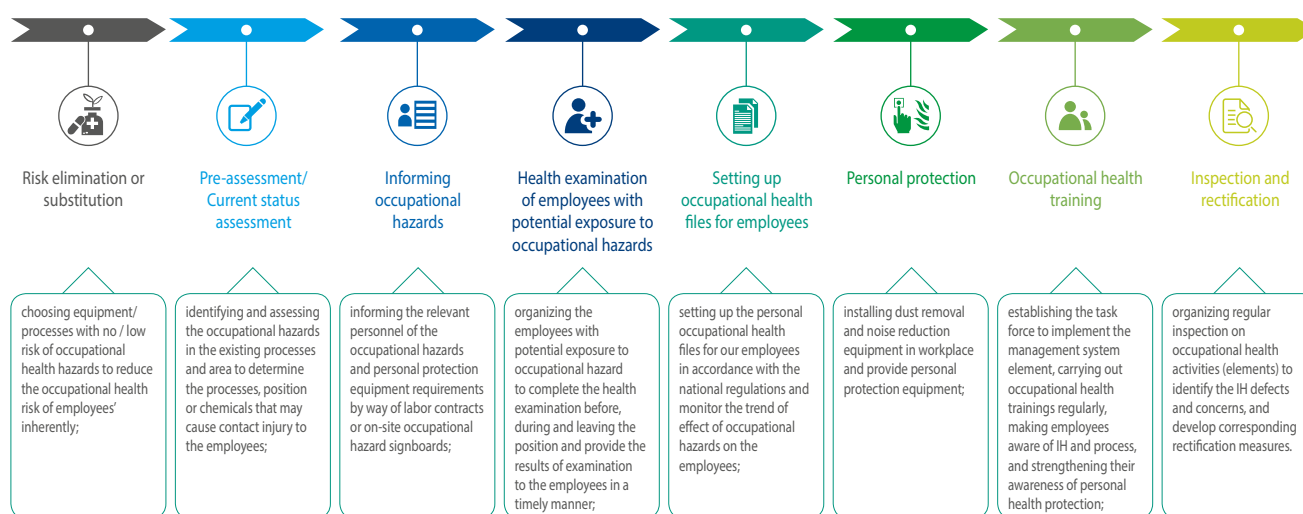 Risk elimination or
substitution
Pre-assessment/
Current status
assessment
Informing
occupational
hazards
Health examination
of employees with
potential exposure to
occupational hazards
Setting up
occupational health
files for employees
Personal protection
Occupational health
training
Inspection and
rectification
choosing equipment/
processes with no / low
risk of occupational
health hazards to reduce
the occupational health
risk of employees’
inherently;
identifying and assessing
the occupational hazards
in the existing processes
and area to determine
the processes, position
or chemicals that may
cause contact injury to
the employees;
informing the relevant
personnel of the
occupational hazards
and personal protection
equipment requirements
by way of labor contracts
or on-site occupational
hazard signboards;
organizing the
employees with
potential exposure to
occupational hazard
to complete the health
examination before,
during and leaving the
position and provide the
results of examination
to the employees in a
timely manner;
setting up the personal
occupational health
files for our employees
in accordance with the
national regulations and
monitor the trend of
effect of occupational
hazards on the
employees;
installing dust removal
and noise reduction
equipment in workplace
and provide personal
protection equipment;
establishing the task
force to implement the
management system
element, carrying out
occupational health
trainings regularly,
making employees
aware of IH and process,
and strengthening their
awareness of personal
health protection;
organizing regular
inspection on
occupational health
activities (elements) to
identify the IH defects
and concerns, and
develop corresponding
rectification measures.